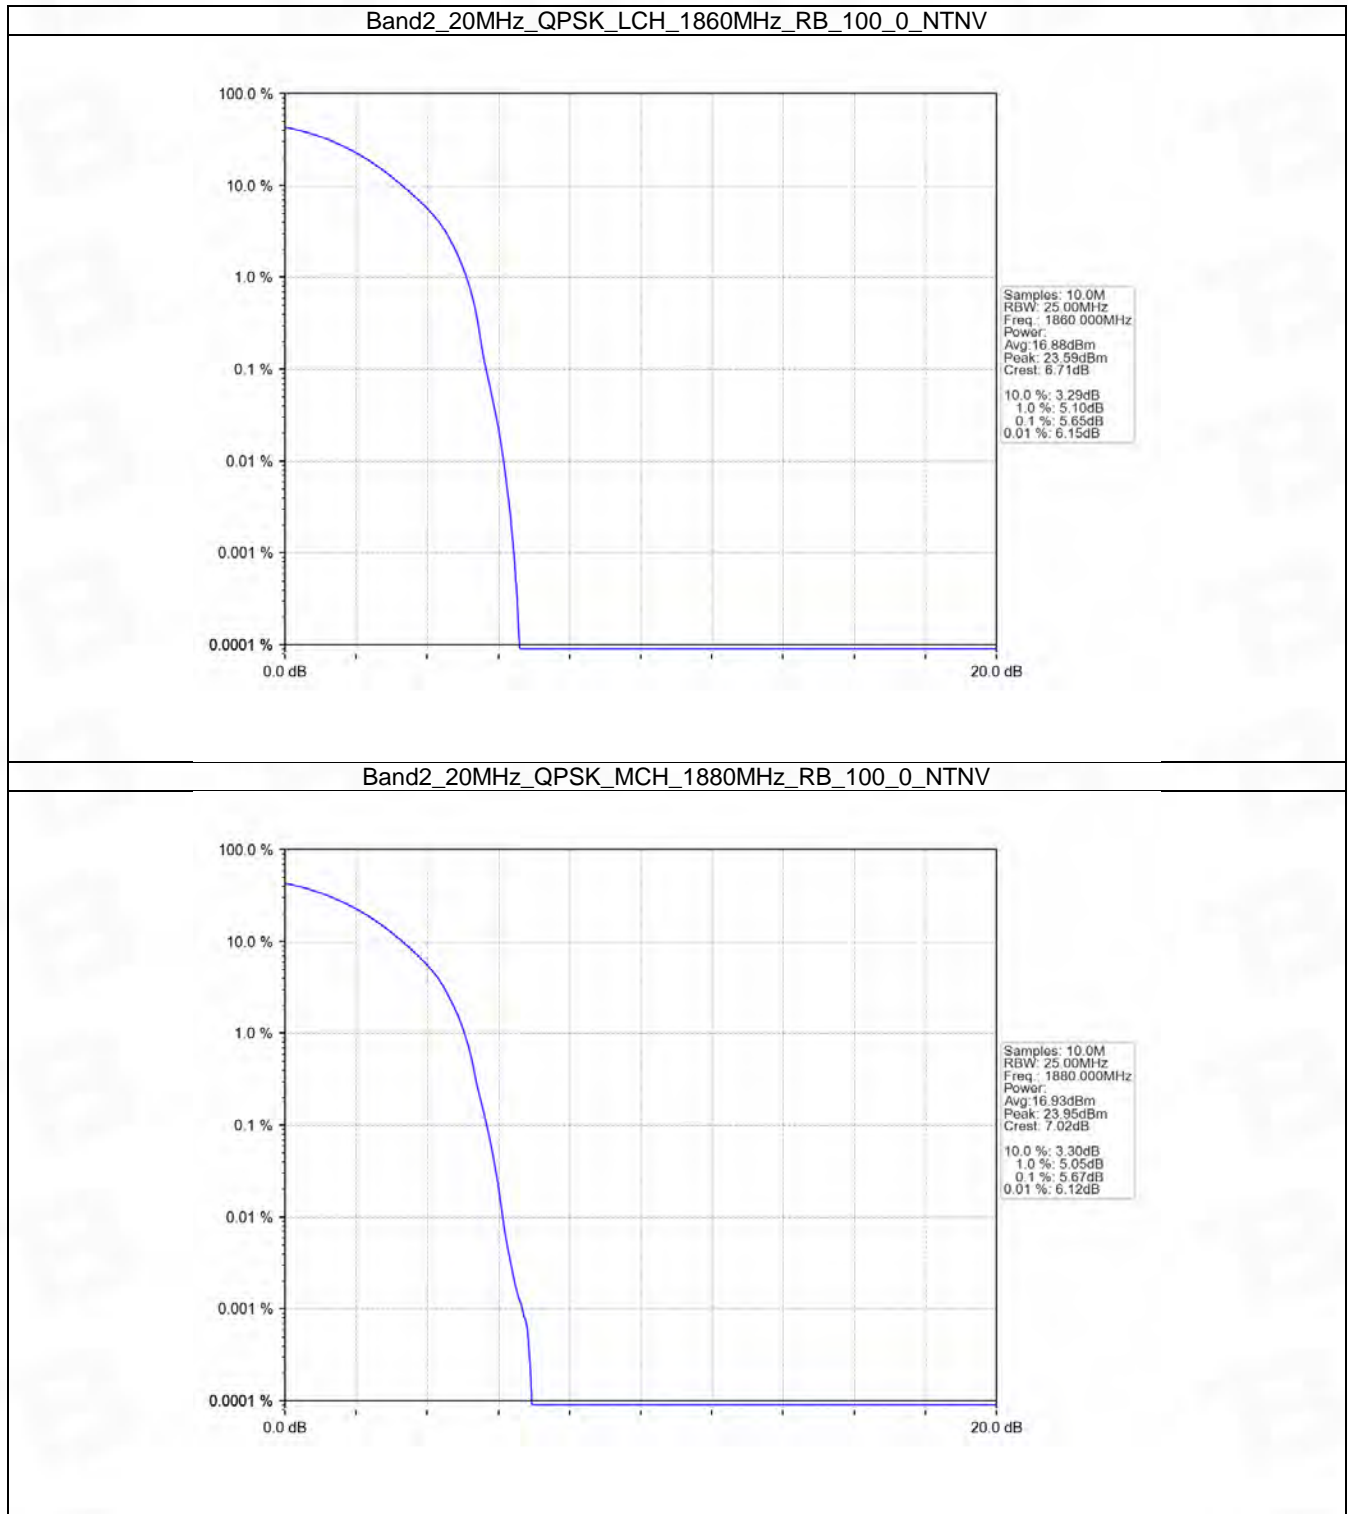 Band2_20MHz_QPSK_LCH_1860MHz_RB_100_0_NTNV
100.0 %
10.0 %
1.0 %
0.1 %
0.01 %
0.001 %
0.0001 %
0.0 dB
20.0 dB
Samples: 10.0M
RBW: 25.00MHz
Freq.: 1860.000MHz
Power:
Avg:16.88dBm
Peak: 23.59dBm
Crest: 6.71dB
10.0 %: 3.29dB
1.0 %: 5.10dB
0.1 %: 5.65dB
0.01 %: 6.15dB
Band2_20MHz_QPSK_MCH_1880MHz_RB_100_0_NTNV
100.0 %
10.0 %
1.0 %
0.1 %
0.01 %
0.001 %
0.0001 %
0.0 dB
20.0 dB
Samples: 10.0M
RBW: 25.00MHz
Freq.: 1880.000MHz
Power:
Avg:16.93dBm
Peak: 23.95dBm
Crest: 7.02dB
10.0 %: 3.30dB
1.0 %: 5.05dB
0.1 %: 5.67dB
0.01 %: 6.12dB